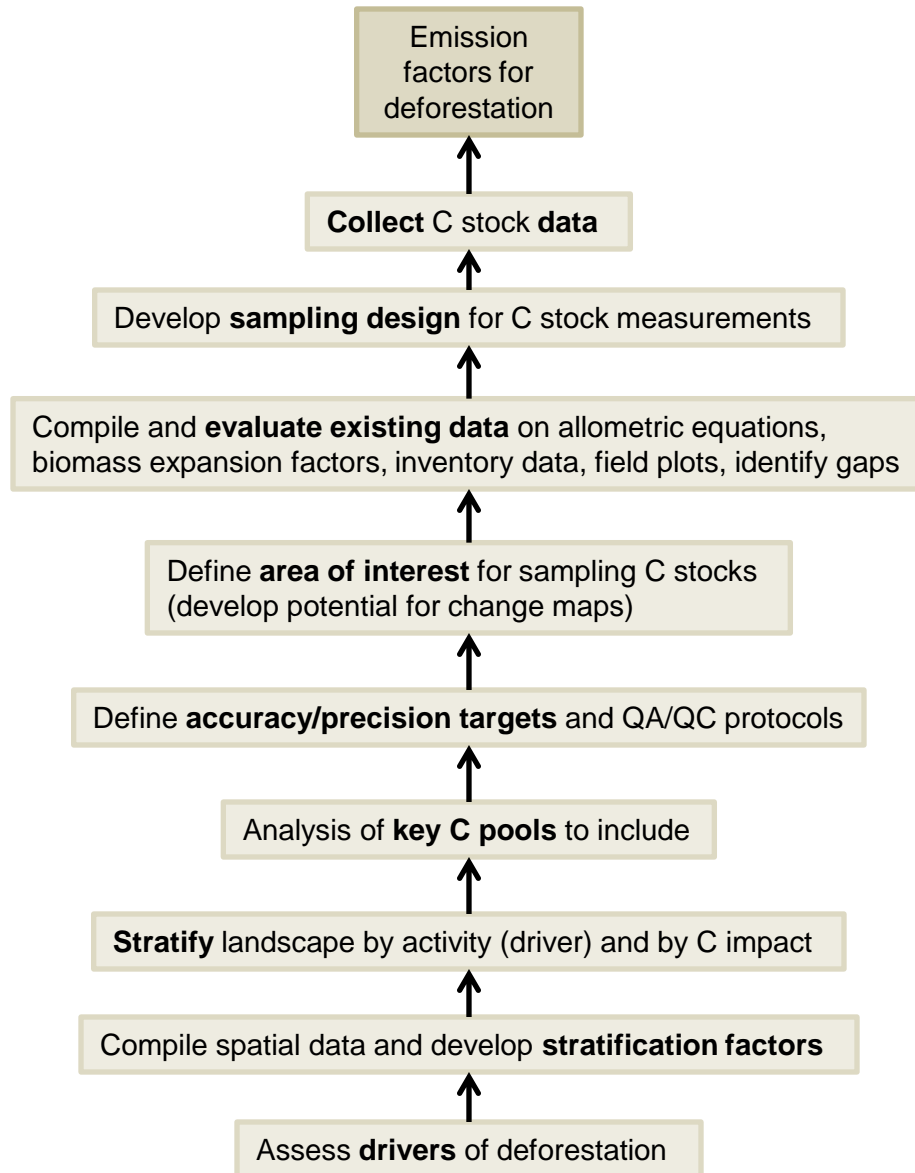 Emission
factors for
deforestation
Collect C stock data
Develop sampling design for C stock measurements
Compile and evaluate existing data on allometric equations,
biomass expansion factors, inventory data, field plots, identify gaps
Define area of interest for sampling C stocks
(develop potential for change maps)
Define accuracy/precision targets and QA/QC protocols
Analysis of key C pools to include
Stratify landscape by activity (driver) and by C impact
Compile spatial data and develop stratification factors
Assess drivers of deforestation